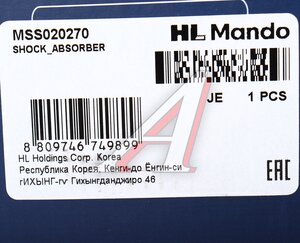 MSS020270
SHOCK_ABSORBER
HL Mando
JE 1 PCS
8 809746 749899
HL Holdings Corp. Korea
Республика Корея, Кенги-до Ёнгин-си
гИХЫНГ-гу Гихынгданджиро 46
EAC